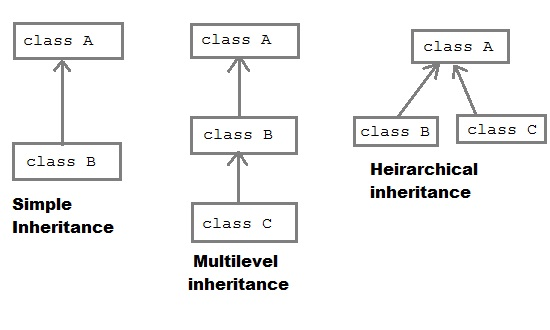 class A
class B
Simple
Inheritance
class A
class B
class C
Multilevel
inheritance
class A
class B
class C
Heirarchical
inheritance